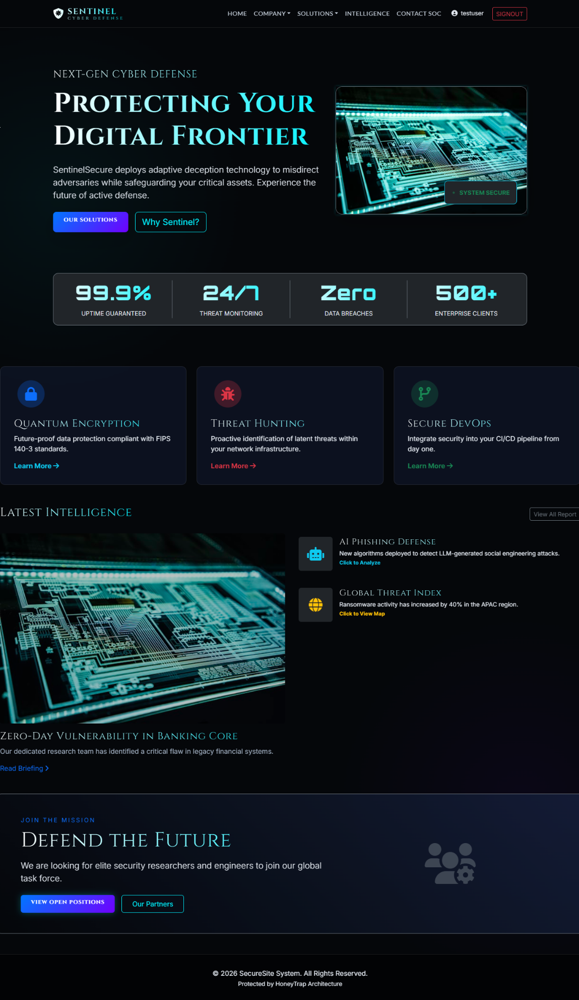 SENTINEL
CYBER DEFENSE
HOME COMPANY SOLUTIONS INTELLIGENCE CONTACT SOC testuser SIGNOUT
NEXT-GEN CYBER DEFENSE
PROTECTING YOUR
DIGITAL FRONTIER
SentinelSecure deploys adaptive deception technology to misdirect
adversaries while safeguarding your critical assets. Experience the
future of active defense.
OUR SOLUTIONS
Why Sentinel?
SYSTEM SECURE
99.9%
UPTIME GUARANTEED
24/7
THREAT MONITORING
Zero
DATA BREACHES
500+
ENTERPRISE CLIENTS
QUANTUM ENCRYPTION
Future-proof data protection compliant with FIPS
140-3 standards.
Learn More
THREAT HUNTING
Proactive identification of latent threats within
your network infrastructure.
Learn More
SECURE DEVOPS
Integrate security into your CI/CD pipeline from
day one.
Learn More
LATEST INTELLIGENCE
View All Report
ZERO-DAY VULNERABILITY IN BANKING CORE
Our dedicated research team has identified a critical flaw in legacy financial systems.
Read Briefing
AI PHISHING DEFENSE
New algorithms deployed to detect LLM-generated social engineering attacks.
Click to Analyze
GLOBAL THREAT INDEX
Ransomware activity has increased by 40% in the APAC region.
Click to View Map
JOIN THE MISSION
DEFEND THE FUTURE
We are looking for elite security researchers and engineers to join our global
task force.
VIEW OPEN POSITIONS
Our Partners
© 2026 SecureSite System. All Rights Reserved.
Protected by HoneyTrap Architecture